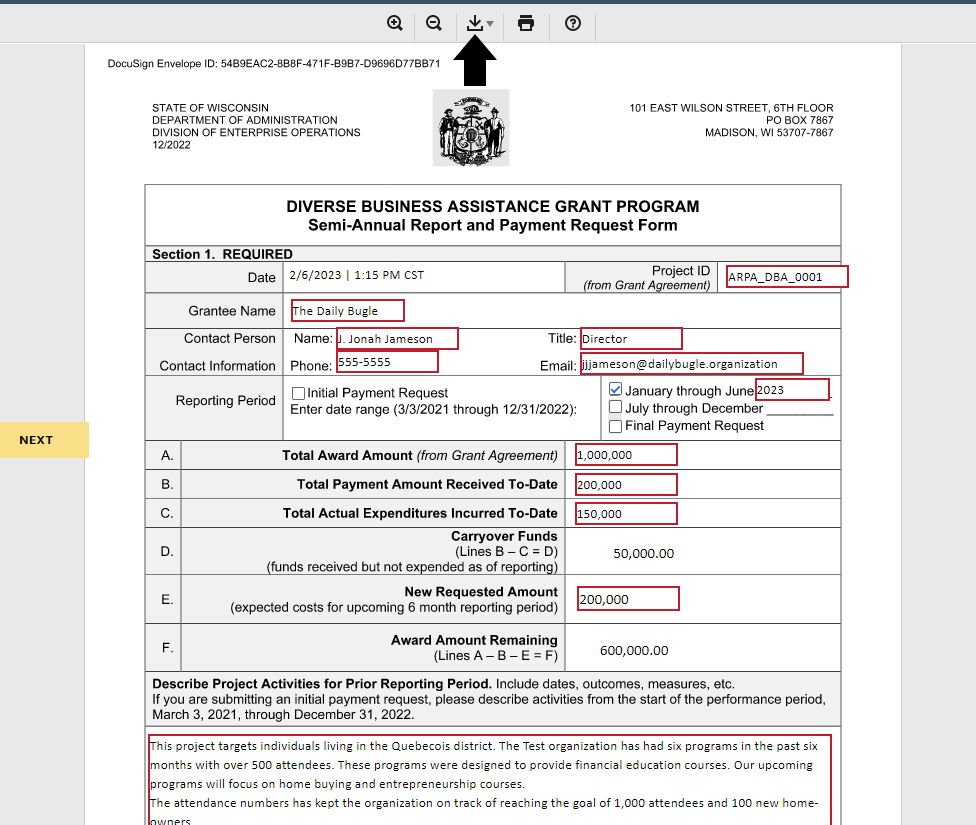 DocuSign Envelope ID: 54B9EAC2-8B8F-471F-B9B7-D9696D77BB71
STATE OF WISCONSIN
DEPARTMENT OF ADMINISTRATION
DIVISION OF ENTERPRISE OPERATIONS
12/2022
101 EAST WILSON STREET, 6TH FLOOR
PO BOX 7867
MADISON, WI 53707-7867
DIVERSE BUSINESS ASSISTANCE GRANT PROGRAM
Semi-Annual Report and Payment Request Form
Section 1. REQUIRED
Date 2/6/2023 | 1:15 PM CST Project ID (from Grant Agreement) ARPA_DBA_0001
Grantee Name The Daily Bugle
Contact Person Name: J. Jonah Jameson Title: Director
Contact Information Phone: 555-5555 Email: jjjameson@dailybugle.organization
Reporting Period
Initial Payment Request
Enter date range (3/3/2021 through 12/31/2022):
January through June 2023
July through December __________
Final Payment Request
NEXT
A. Total Award Amount (from Grant Agreement) 1,000,000
B. Total Payment Amount Received To-Date 200,000
C. Total Actual Expenditures Incurred To-Date 150,000
D. Carryover Funds
(Lines B – C = D)
(funds received but not expended as of reporting)
50,000.00
E. New Requested Amount
(expected costs for upcoming 6 month reporting period)
200,000
F. Award Amount Remaining
(Lines A – B – E = F)
600,000.00
Describe Project Activities for Prior Reporting Period. Include dates, outcomes, measures, etc.
If you are submitting an initial payment request, please describe activities from the start of the performance period,
March 3, 2021, through December 31, 2022.
This project targets individuals living in the Quebecois district. The Test organization has had six programs in the past six
months with over 500 attendees. These programs were designed to provide financial education courses. Our upcoming
programs will focus on home buying and entrepreneurship courses.
The attendance numbers has kept the organization on track of reaching the goal of 1,000 attendees and 100 new home-
owners